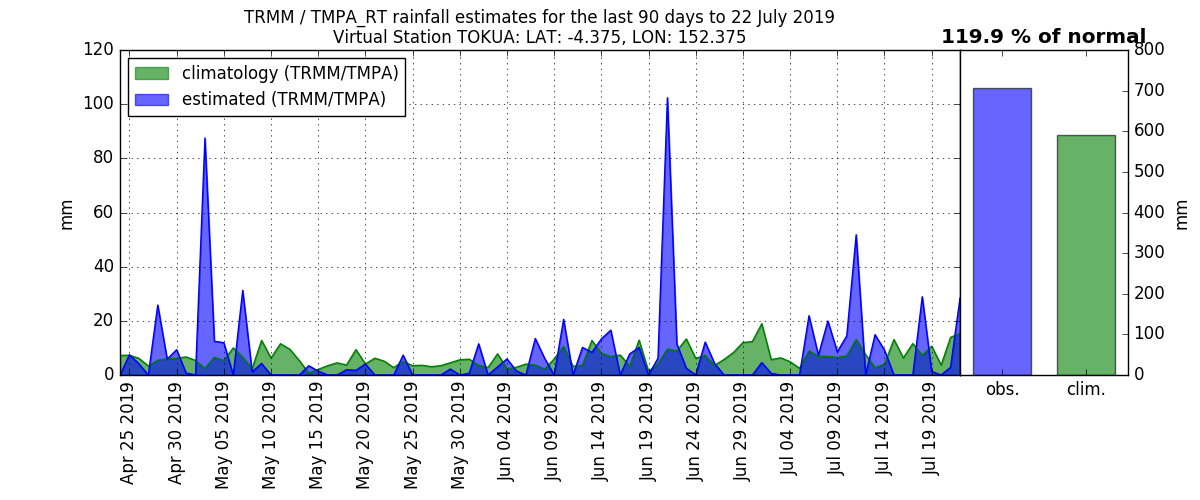 TRMM / TMPA_RT rainfall estimates for the last 90 days to 22 July 2019
Virtual Station TOKUA: LAT: -4.375, LON: 152.375
119.9 % of normal
climatology (TRMM/TMPA)
estimated (TRMM/TMPA)
mm
120
100
80
60
40
20
0
Apr 25 2019
Apr 30 2019
May 05 2019
May 10 2019
May 15 2019
May 20 2019
May 25 2019
May 30 2019
Jun 04 2019
Jun 09 2019
Jun 14 2019
Jun 19 2019
Jun 24 2019
Jun 29 2019
Jul 04 2019
Jul 09 2019
Jul 14 2019
Jul 19 2019
800
700
600
500
400
300
200
100
0
mm
obs.
clim.